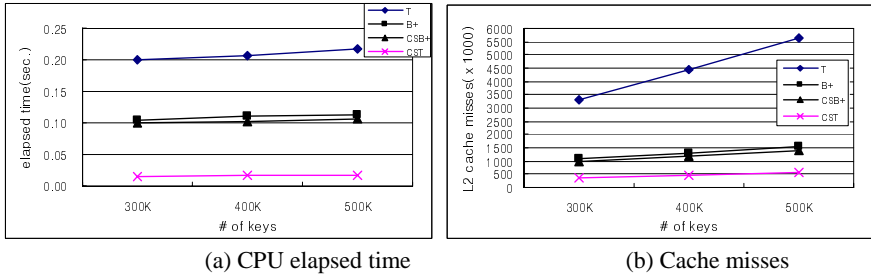 T
B+
CSB+
CST
elapsed time(sec.)
0.25
0.20
0.15
0.10
0.05
0.00
300K 400K 500K
# of keys
(a) CPU elapsed time
T
B+
CSB+
CST
L2 cache misses( x 1000)
6000
5500
5000
4500
4000
3500
3000
2500
2000
1500
1000
500
0
300K 400K 500K
# of keys
(b) Cache misses